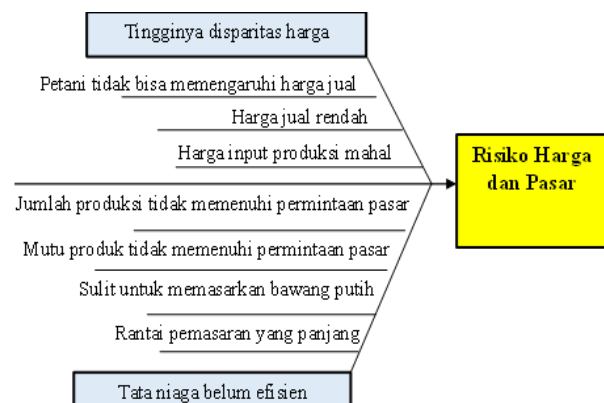 Tingginya disparitas harga
Petani tidak bisa memengaruhi harga jual
Harga jual rendah
Harga input produksi mahal
Risiko Harga
dan Pasar
Jumlah produksi tidak memenuhi permintaan pasar
Mutu produk tidak memenuhi permintaan pasar
Sulit untuk memasarkan bawang putih
Rantai pemasaran yang panjang
Tata niaga belum efisien